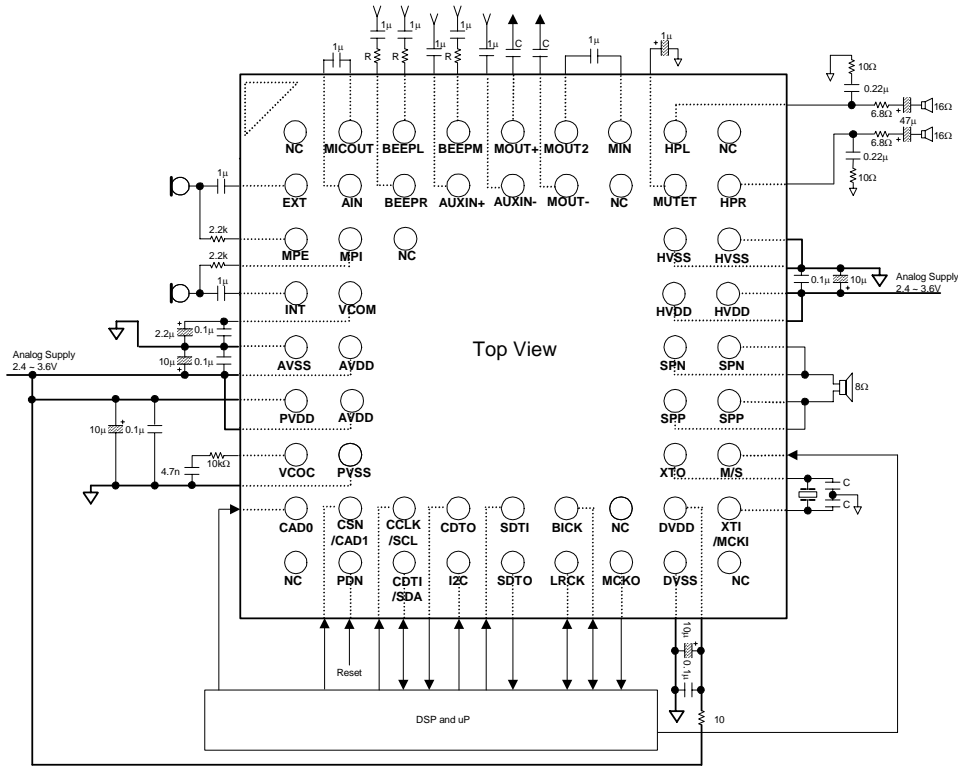 1µ
1µ
1µ
1µ
1µ
1µ
C
C
1µ
1µ
R
R
R
+
10Ω
0.22µ
6.8Ω
+
16Ω
47µ
6.8Ω
+
16Ω
0.22µ
10Ω
NC
MICOUT
BEEPL
BEEPM
MOUT+
MOUT2
MIN
HPL
NC
1µ
EXT
AIN
BEEPR
AUXIN+
AUXIN-
MOUT-
NC
MUTET
HPR
2.2k
MPE
MPI
NC
HVSS
HVSS
2.2k
0.1µ
10µ
+
Analog Supply
2.4 ~ 3.6V
1µ
INT
VCOM
HVDD
HVDD
+
2.2µ
0.1µ
Top View
AVSS
AVDD
SPN
SPN
Analog Supply
2.4 ~ 3.6V
10µ
0.1µ
+
8Ω
PVDD
AVDD
SPP
SPP
10µ
+
0.1µ
10kΩ
4.7n
VCOC
PVSS
XTO
M/S
C
C
CAD0
CSN
/CAD1
CCLK
/SCL
CDTO
SDTI
BICK
NC
DVDD
XTI
/MCKI
NC
PDN
CDTI
/SDA
I2C
SDTO
LRCK
MCKO
DVSS
NC
10µ
+
0.1µ
Reset
DSP and uP
10